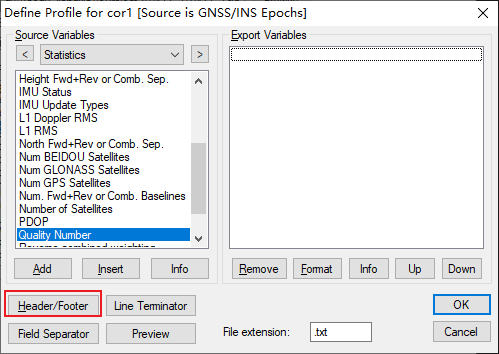 Define Profile for cor1 [Source is GNSS/INS Epochs]
Source Variables
<
Statistics
>
Height Fwd+Rev or Comb. Sep.
IMU Status
IMU Update Types
L1 Doppler RMS
L1 RMS
North Fwd+Rev or Comb. Sep.
Num BEIDOU Satellites
Num GLONASS Satellites
Num GPS Satellites
Num. Fwd+Rev or Comb. Baselines
Number of Satellites
PDOP
Quality Number
Reverse combined weighting
Add
Insert
Info
Export Variables
Remove
Format
Info
Up
Down
Header/Footer
Line Terminator
OK
Field Separator
Preview
File extension:
.txt
Cancel